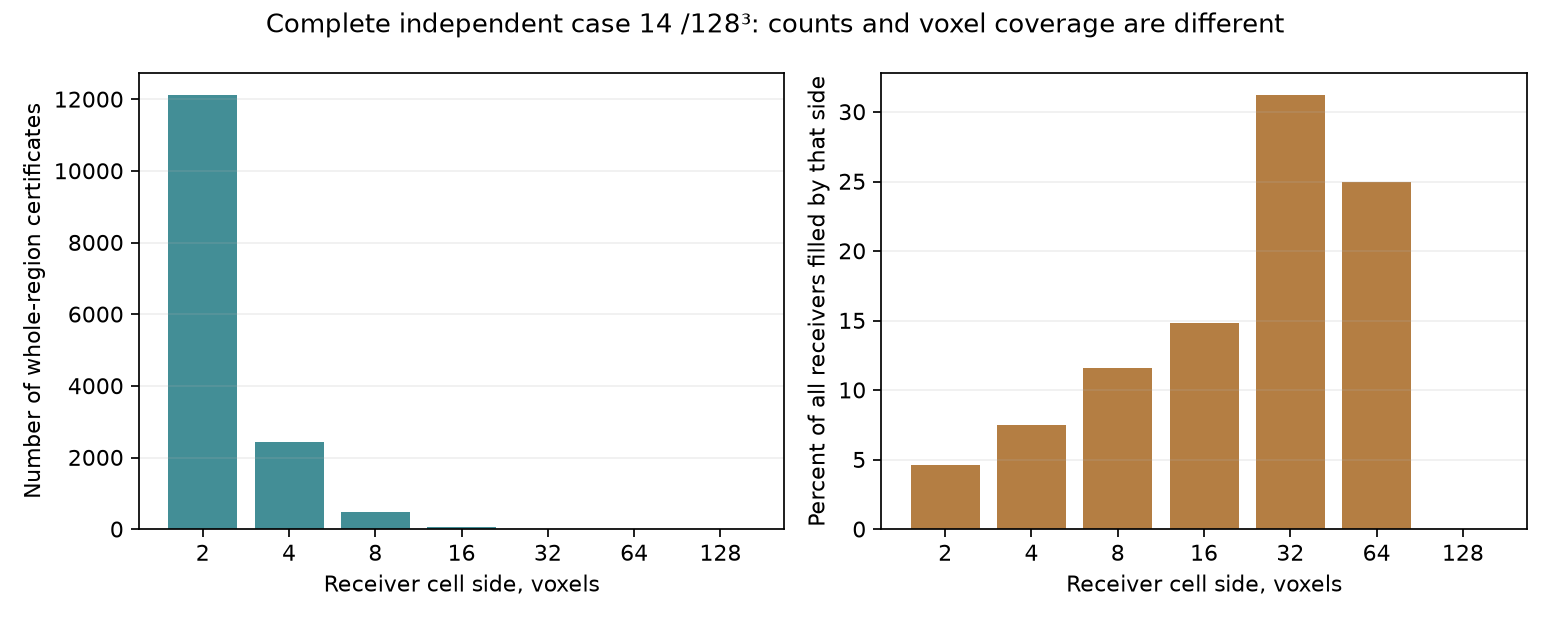 Complete independent case 14 /128³: counts and voxel coverage are different
Number of whole-region certificates
12000
10000
8000
6000
4000
2000
0
2 4 8 16 32 64 128
Receiver cell side, voxels
Percent of all receivers filled by that side
30
25
20
15
10
5
0
2 4 8 16 32 64 128
Receiver cell side, voxels